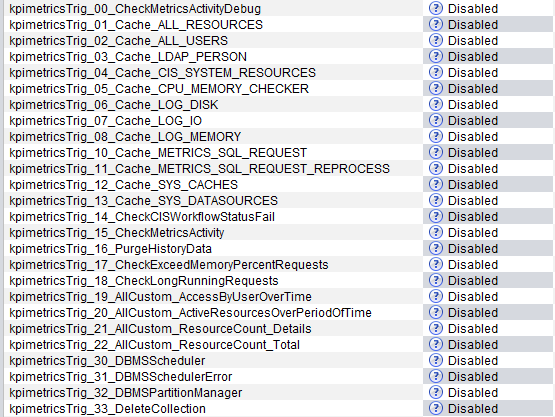 kpimetricsTrig_00_CheckMetricsActivityDebug ? Disabled
kpimetricsTrig_01_Cache_ALL_RESOURCES ? Disabled
kpimetricsTrig_02_Cache_ALL_USERS ? Disabled
kpimetricsTrig_03_Cache_LDAP_PERSON ? Disabled
kpimetricsTrig_04_Cache_CIS_SYSTEM_RESOURCES ? Disabled
kpimetricsTrig_05_Cache_CPU_MEMORY_CHECKER ? Disabled
kpimetricsTrig_06_Cache_LOG_DISK ? Disabled
kpimetricsTrig_07_Cache_LOG_IO ? Disabled
kpimetricsTrig_08_Cache_LOG_MEMORY ? Disabled
kpimetricsTrig_10_Cache_METRICS_SQL_REQUEST ? Disabled
kpimetricsTrig_11_Cache_METRICS_SQL_REQUEST_REPROCESS ? Disabled
kpimetricsTrig_12_Cache_SYS_CACHES ? Disabled
kpimetricsTrig_13_Cache_SYS_DATASOURCES ? Disabled
kpimetricsTrig_14_CheckCISWorkflowStatusFail ? Disabled
kpimetricsTrig_15_CheckMetricsActivity ? Disabled
kpimetricsTrig_16_PurgeHistoryData ? Disabled
kpimetricsTrig_17_CheckExceedMemoryPercentRequests ? Disabled
kpimetricsTrig_18_CheckLongRunningRequests ? Disabled
kpimetricsTrig_19_AllCustom_AccessByUserOverTime ? Disabled
kpimetricsTrig_20_AllCustom_ActiveResourcesOverPeriodOfTime ? Disabled
kpimetricsTrig_21_AllCustom_ResourceCount_Details ? Disabled
kpimetricsTrig_22_AllCustom_ResourceCount_Total ? Disabled
kpimetricsTrig_30_DBMSScheduler ? Disabled
kpimetricsTrig_31_DBMSSchedulerError ? Disabled
kpimetricsTrig_32_DBMSPartitionManager ? Disabled
kpimetricsTrig_33_DeleteCollection ? Disabled